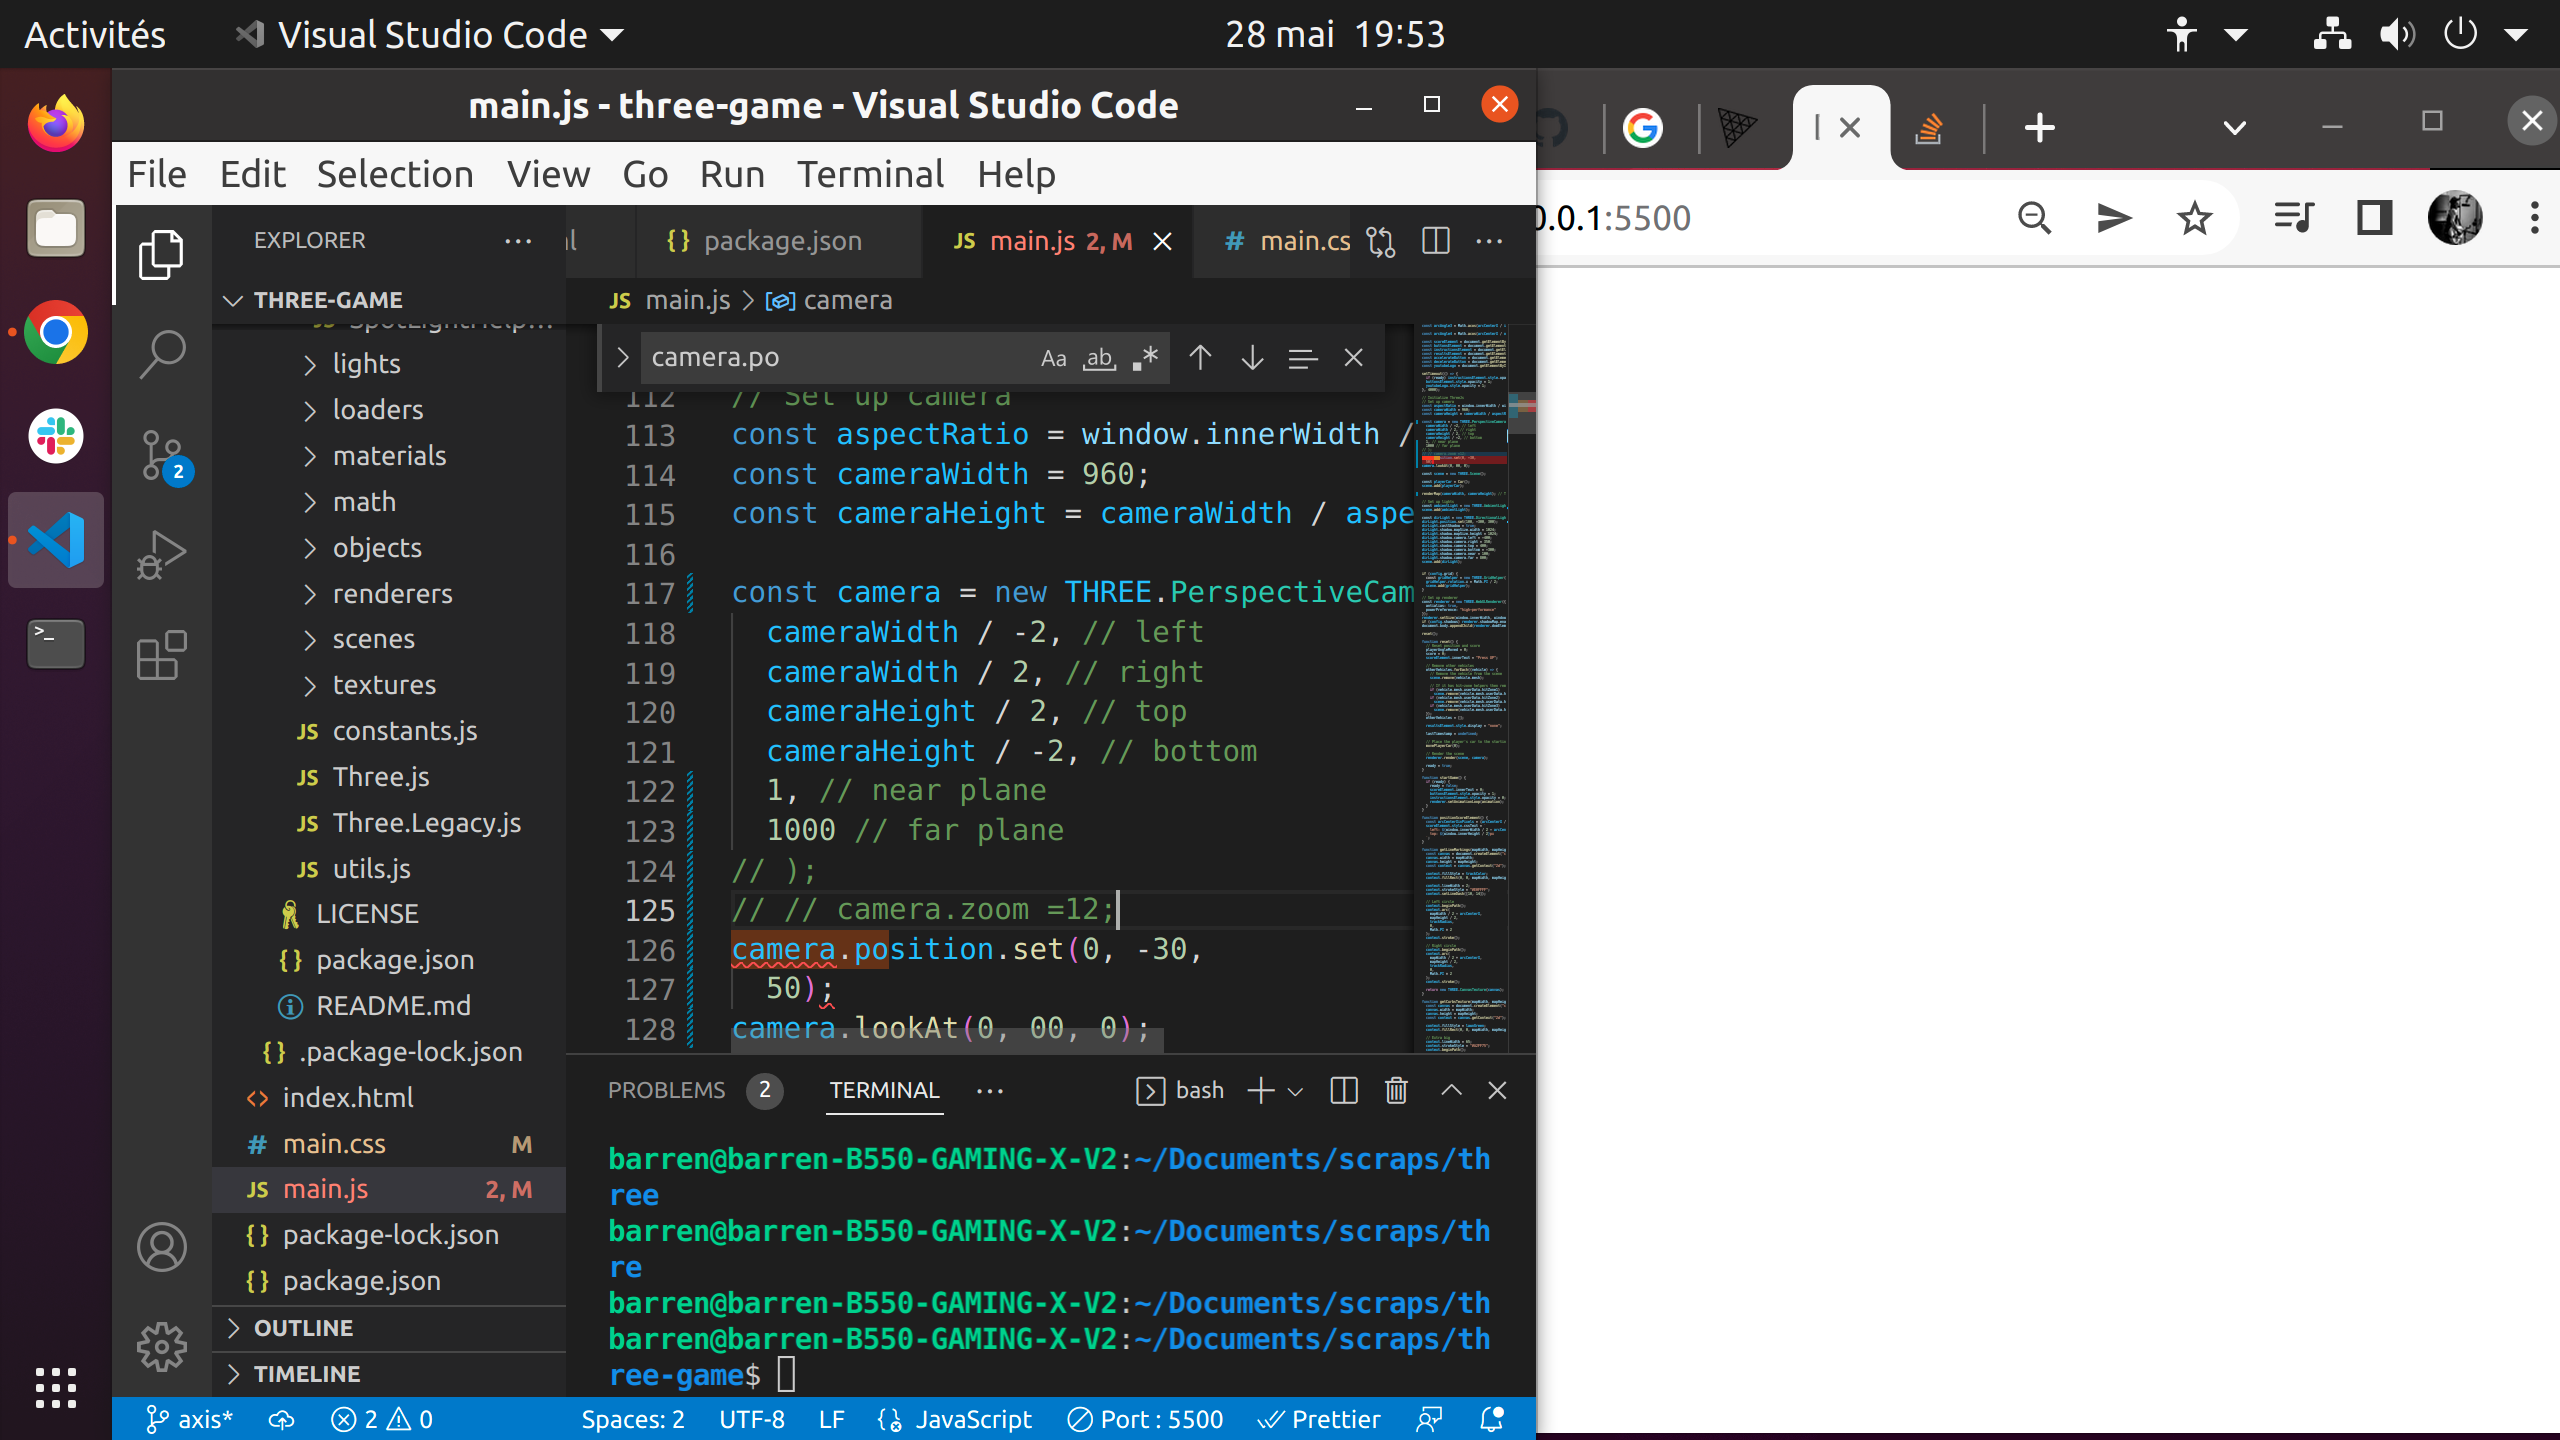 Activités
Visual Studio Code
28 mai 19:53
main.js - three-game - Visual Studio Code
File Edit Selection View Go Run Terminal Help
0.0.1:5500
EXPLORER
package.json
JS main.js 2, M
# main.cs
THREE-GAME
JS main.js > camera
camera.po
Aa ab
lights
loaders
materials
math
objects
renderers
scenes
textures
JS constants.js
JS Three.js
JS Three.Legacy.js
JS utils.js
LICENSE
{} package.json
README.md
{} .package-lock.json
<> index.html
# main.css M
JS main.js 2, M
{} package-lock.json
{} package.json
OUTLINE
TIMELINE
112 // Set up camera
113 const aspectRatio = window.innerWidth /
114 const cameraWidth = 960;
115 const cameraHeight = cameraWidth / aspe
116
117 const camera = new THREE.PerspectiveCam
118 cameraWidth / -2, // left
119 cameraWidth / 2, // right
120 cameraHeight / 2, // top
121 cameraHeight / -2, // bottom
122 1, // near plane
123 1000 // far plane
124 // );
125 // // camera.zoom =12;
126 camera.position.set(0, -30,
127 50);
128 camera.lookAt(0, 00, 0);
PROBLEMS 2 TERMINAL
bash
barren@barren-B550-GAMING-X-V2:~/Documents/scraps/th
ree
barren@barren-B550-GAMING-X-V2:~/Documents/scraps/th
re
barren@barren-B550-GAMING-X-V2:~/Documents/scraps/th
barren@barren-B550-GAMING-X-V2:~/Documents/scraps/th
ree-game$
axis* 2 0 Spaces: 2 UTF-8 LF JavaScript Port : 5500 Prettier
2